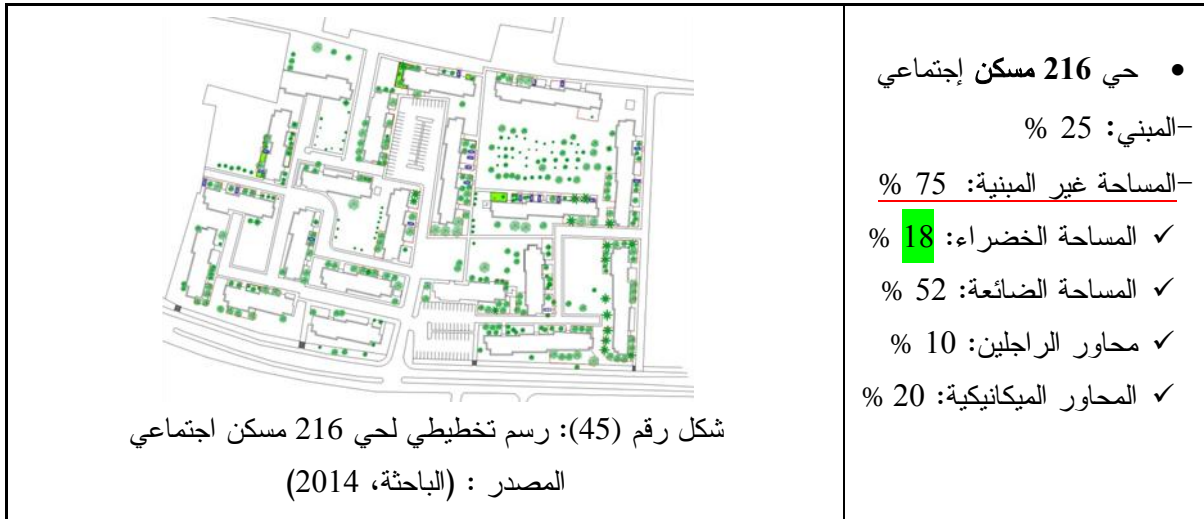 • حي 216 مسكن إجتماعي
-المبني: 25 %
-المساحة غير المبنية: 75 %
✓ المساحة الخضراء: 18 %
✓ المساحة الضائعة: 52 %
✓ محاور الراجلين: 10 %
✓ المحاور الميكانيكية: 20 %
شكل رقم (45): رسم تخطيطي لحي 216 مسكن اجتماعي
المصدر : (الباحثة، 2014)